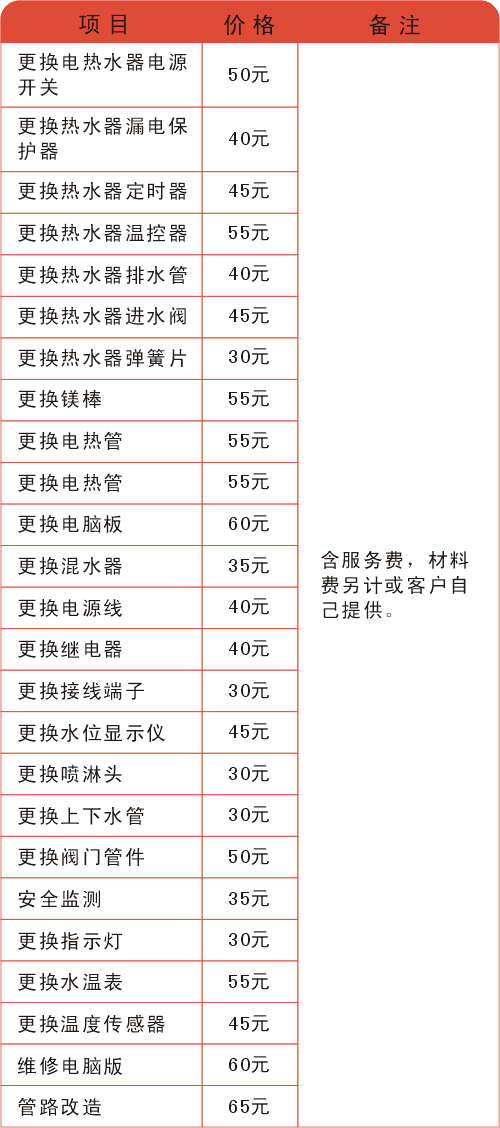 项目 价格 备注
更换电热水器电源 50元
开关
更换热水器漏电保 40元
护器
更换热水器定时器 45元
更换热水器温控器 55元
更换热水器排水管 40元
更换热水器进水阀 45元
更换热水器弹簧片 30元
更换镁棒 55元
更换电热管 55元
更换电热管 55元
更换电脑板 60元
更换混水器 35元
更换电源线 40元
更换继电器 40元
更换接线端子 30元
更换水位显示仪 45元
更换喷淋头 30元
更换上下水管 30元
更换阀门管件 50元
安全监测 35元
更换指示灯 30元
更换水温表 55元
更换温度传感器 45元
维修电脑版 60元
管路改造 65元
含服务费，材料
费另计或客户自
己提供。